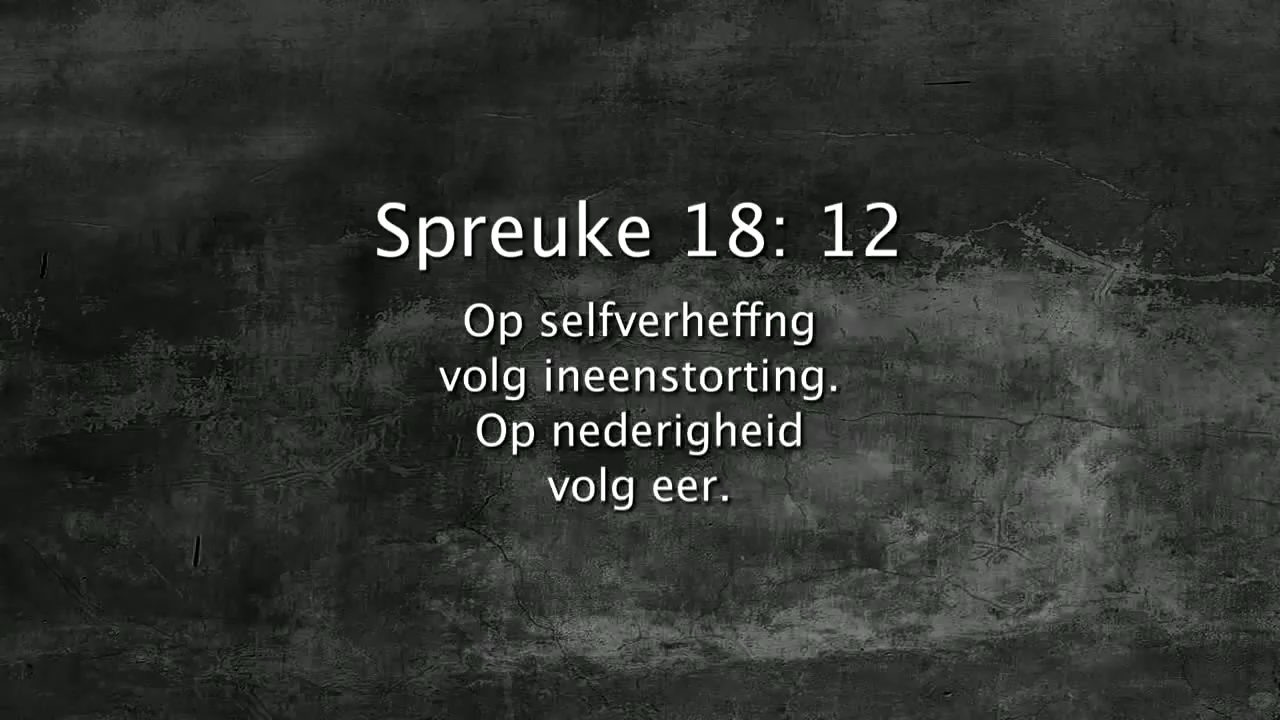 Spreuke 18: 12
Op selfverheffng
volg ineenstorting.
Op nederigheid
volg eer.